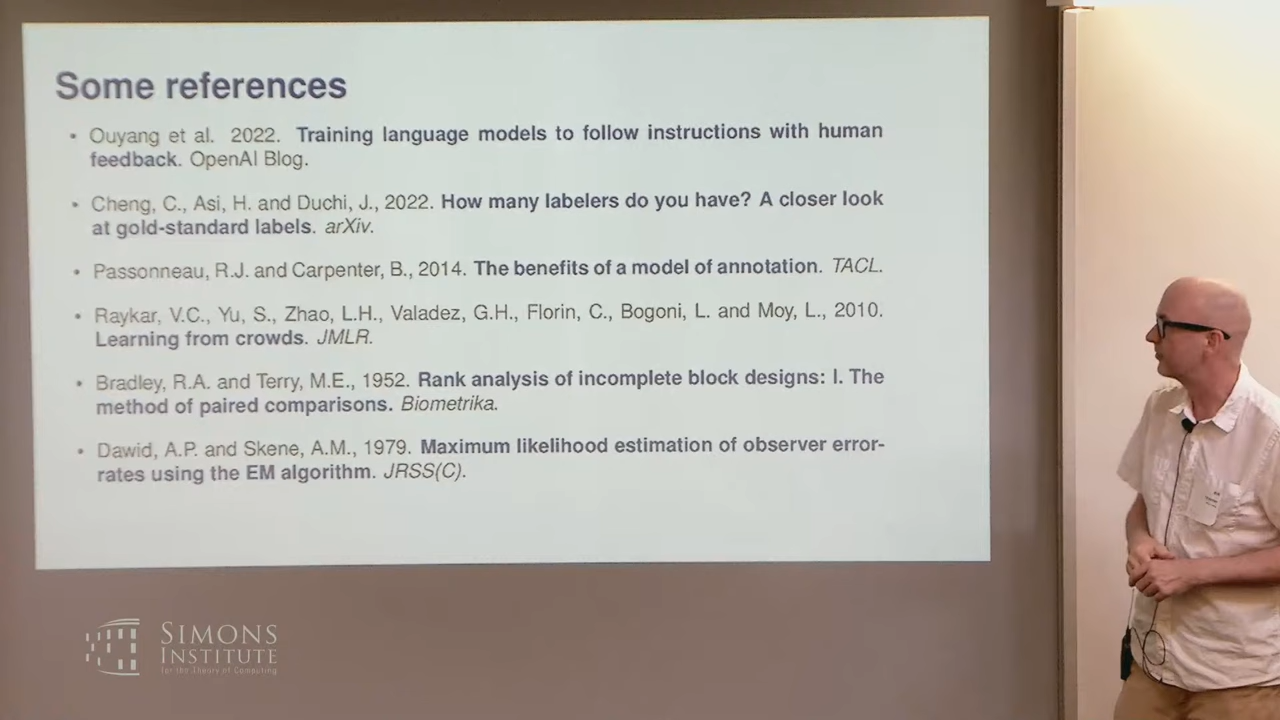 Some references
• Ouyang et al. 2022. Training language models to follow instructions with human
feedback. OpenAI Blog.
• Cheng, C., Asi, H. and Duchi, J., 2022. How many labelers do you have? A closer look
at gold-standard labels. arXiv.
• Passonneau, R.J. and Carpenter, B., 2014. The benefits of a model of annotation. TACL.
• Raykar, V.C., Yu, S., Zhao, L.H., Valadez, G.H., Florin, C., Bogoni, L. and Moy, L., 2010.
Learning from crowds. JMLR.
• Bradley, R.A. and Terry, M.E., 1952. Rank analysis of incomplete block designs: I. The
method of paired comparisons. Biometrika.
• Dawid, A.P. and Skene, A.M., 1979. Maximum likelihood estimation of observer error-
rates using the EM algorithm. JRSS(C).
SIMONS
INSTITUTE
for the Theory of Computing